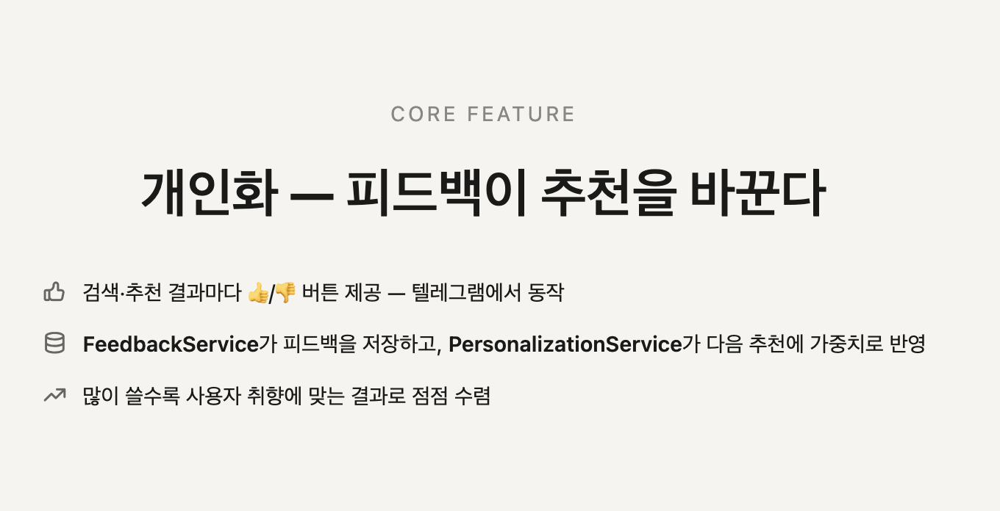 CORE FEATURE
개인화 — 피드백이 추천을 바꾼다
검색·추천 결과마다 👍/👎 버튼 제공 — 텔레그램에서 동작
FeedbackService가 피드백을 저장하고, PersonalizationService가 다음 추천에 가중치로 반영
많이 쓸수록 사용자 취향에 맞는 결과로 점점 수렴